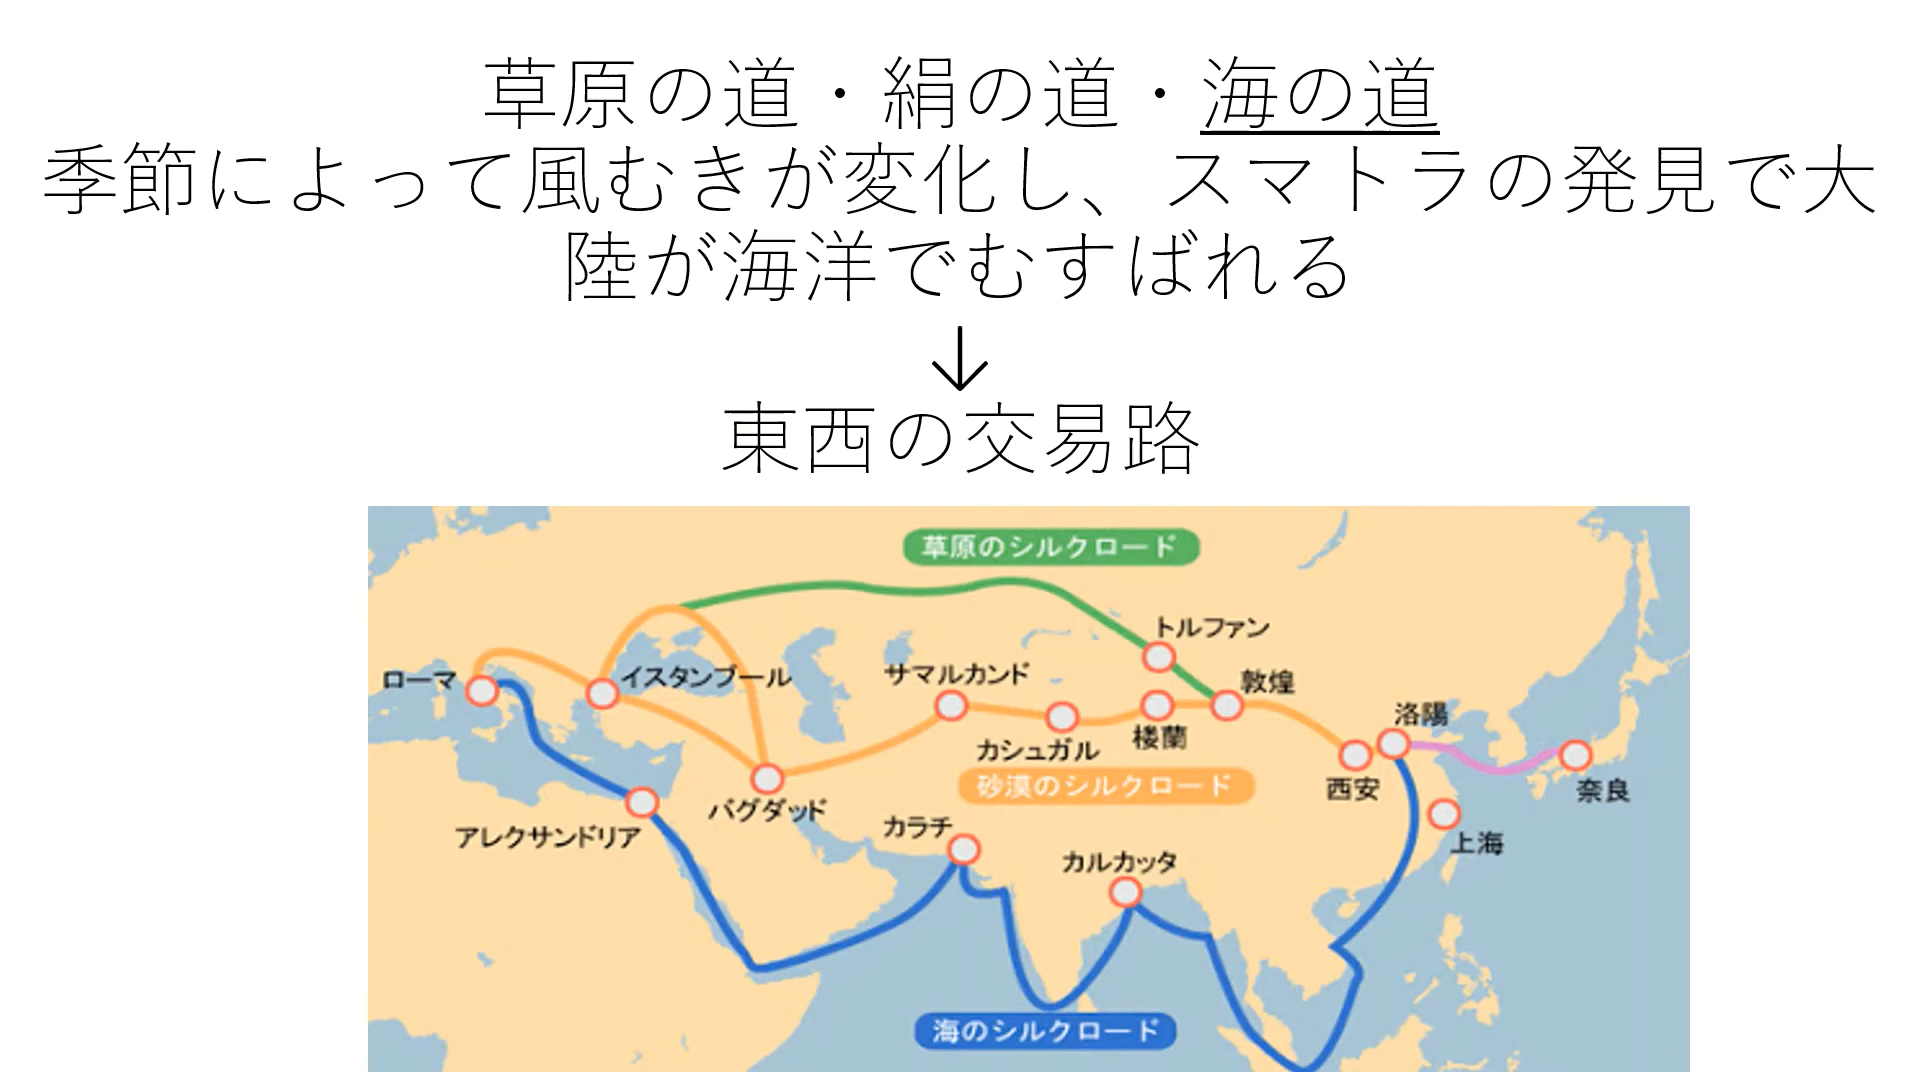 草原の道・絹の道・海の道
季節によって風むきが変化し、スマトラの発見で大
陸が海洋でむすばれる
↓
東西の交易路
草原のシルクロード
トルファン
ローマ
イスタンブール
サマルカンド
敦煌
洛陽
カシュガル
楼蘭
砂漠のシルクロード
西安
奈良
バグダッド
アレクサンドリア
カラチ
上海
カルカッタ
海のシルクロード